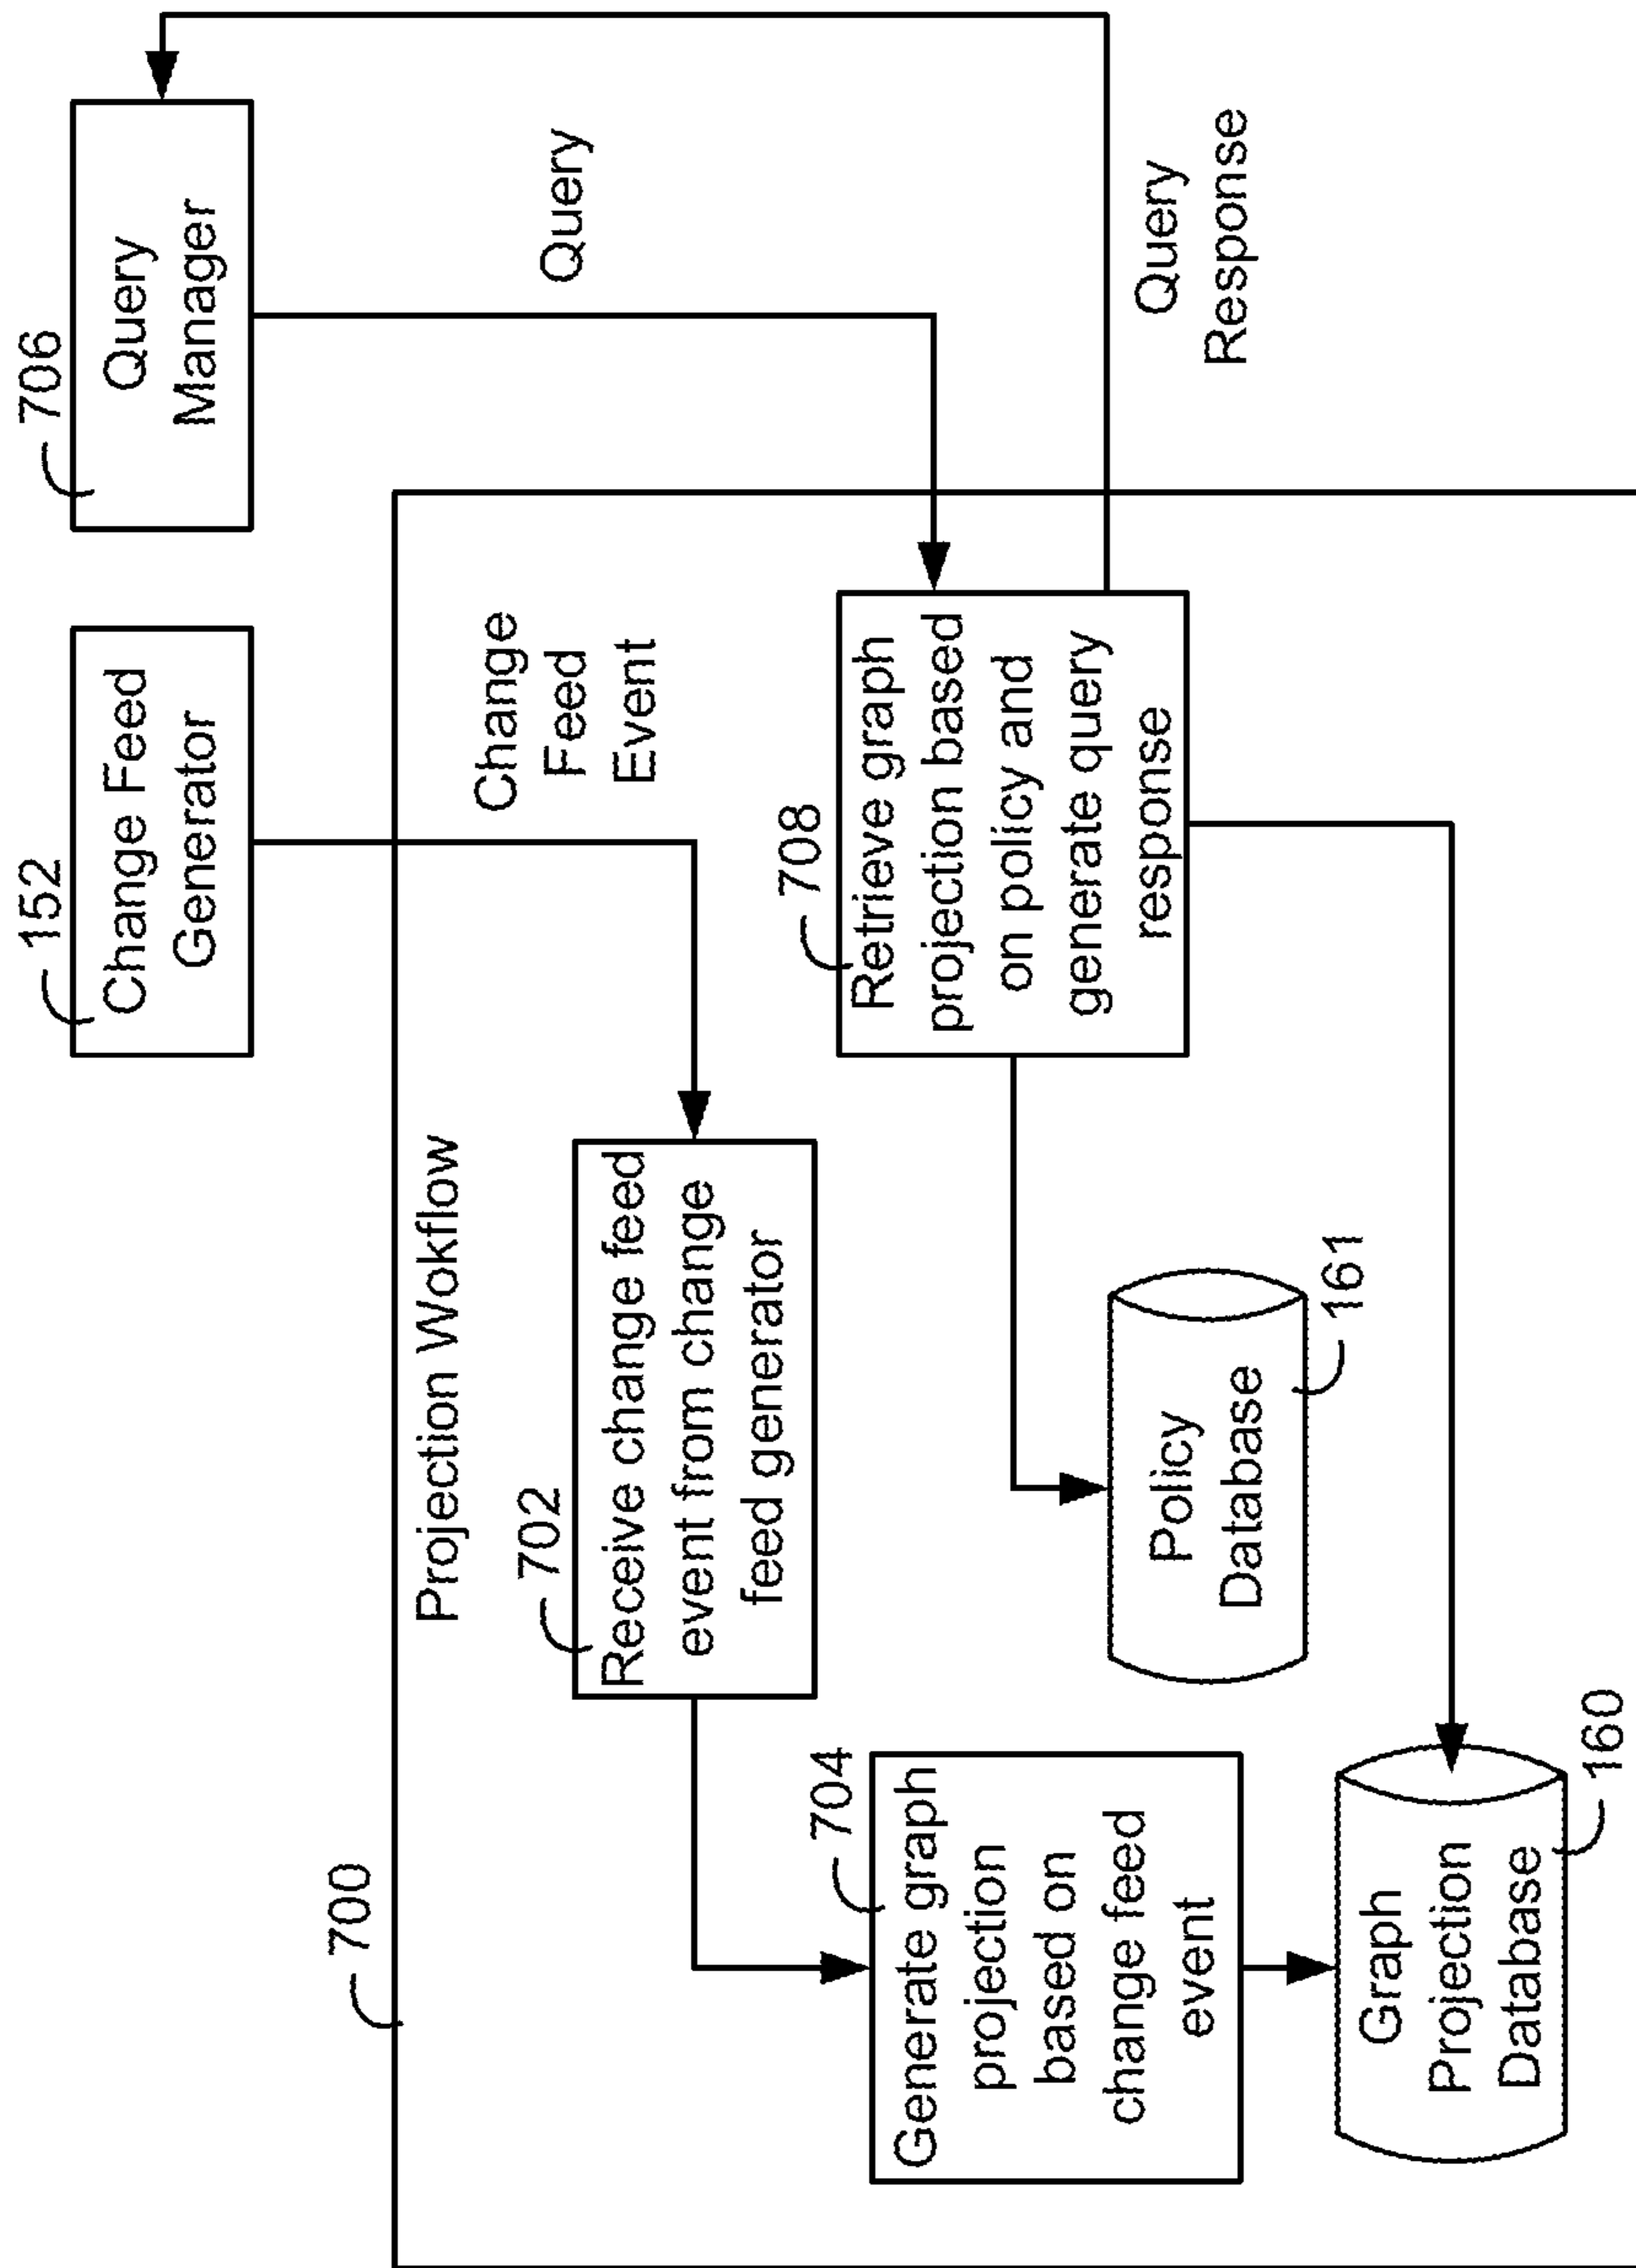 152
Change Feed
Generator
706
Query
Manager
700
Projection Wokflow
Change
Feed
Event
Query
702
Receive change feed
event from change
feed generator
704
Generate graph
projection
based on
change feed
event
708
Retrieve graph
projection based
on policy and
generate query
response
Query
Response
Policy
Database
161
Graph
Projection
Database
160